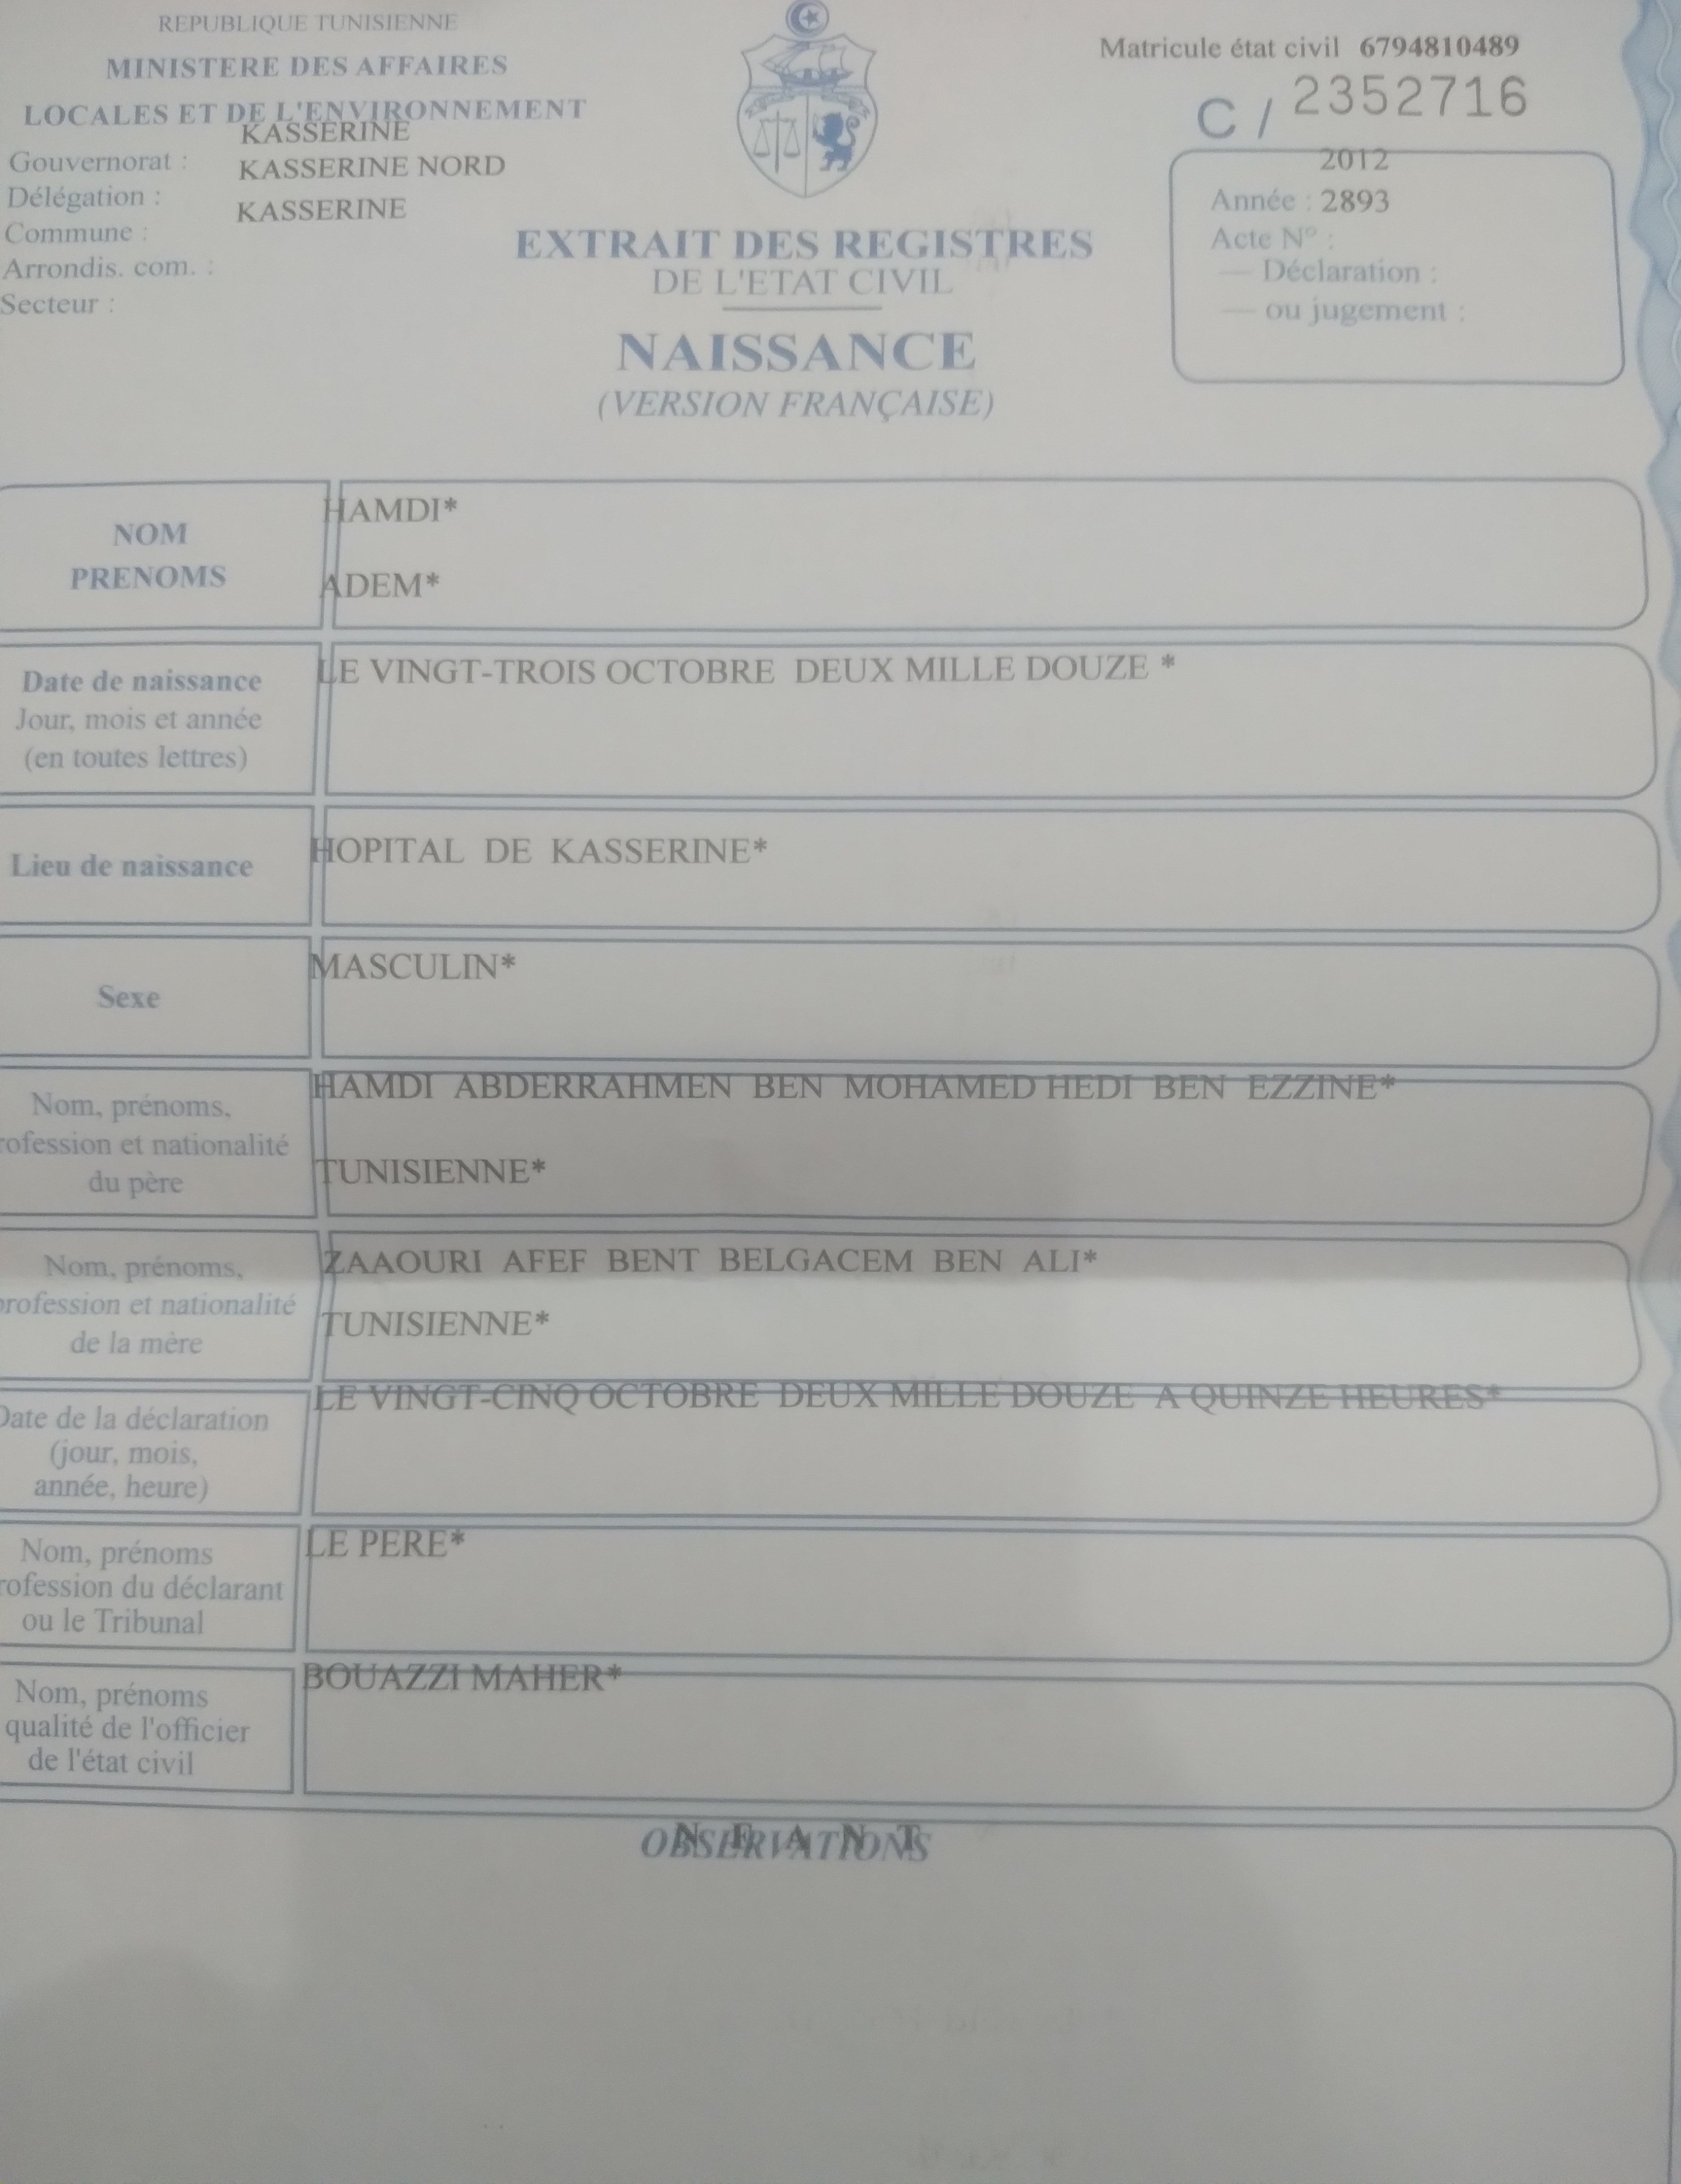 REPUBLIQUE TUNISIENNE
MINISTERE DES AFFAIRES
LOCALES ET DE L'ENVIRONNEMENT
KASSERINE
Gouvernorat :
KASSERINE NORD
Délégation :
KASSERINE
Commune :
Arrondis. com. :
Secteur :
Matricule état civil 6794810489
C / 2352716
2012
Année : 2893
Acte N° :
— Déclaration :
— ou jugement :
EXTRAIT DES REGISTRES
DE L'ETAT CIVIL
NAISSANCE
(VERSION FRANÇAISE)
NOM
PRENOMS
HAMDI*
ADEM*
Date de naissance
Jour, mois et année
(en toutes lettres)
LE VINGT-TROIS OCTOBRE DEUX MILLE DOUZE *
Lieu de naissance
HOPITAL DE KASSERINE*
Sexe
MASCULIN*
Nom, prénoms,
rofession et nationalité
du père
HAMDI ABDERRAHMEN BEN MOHAMED HEDI BEN EZZINE*
TUNISIENNE*
Nom, prénoms,
profession et nationalité
de la mère
ZAAOURI AFEF BENT BELGACEM BEN ALI*
TUNISIENNE*
Date de la déclaration
(jour, mois,
année, heure)
LE VINGT-CINQ OCTOBRE DEUX MILLE DOUZE A QUINZE HEURES*
Nom, prénoms
rofession du déclarant
ou le Tribunal
LE PERE*
Nom, prénoms
qualité de l'officier
de l'état civil
BOUAZZI MAHER*
OBSERVATIONS
N E A N T